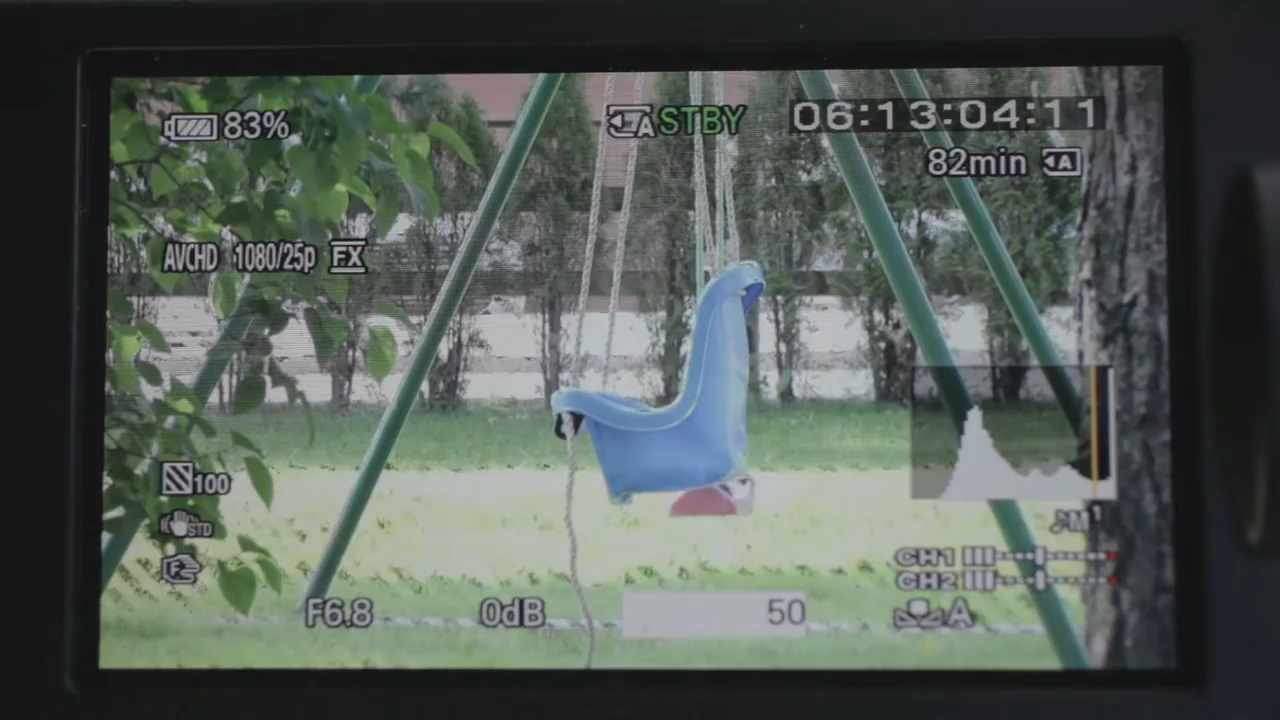 83%
A STBY
06:13:04:11
82min A
AVCHD 1080/25p FX
100
STD
F
M1
CH1
CH2
F6.8 0dB 50 A